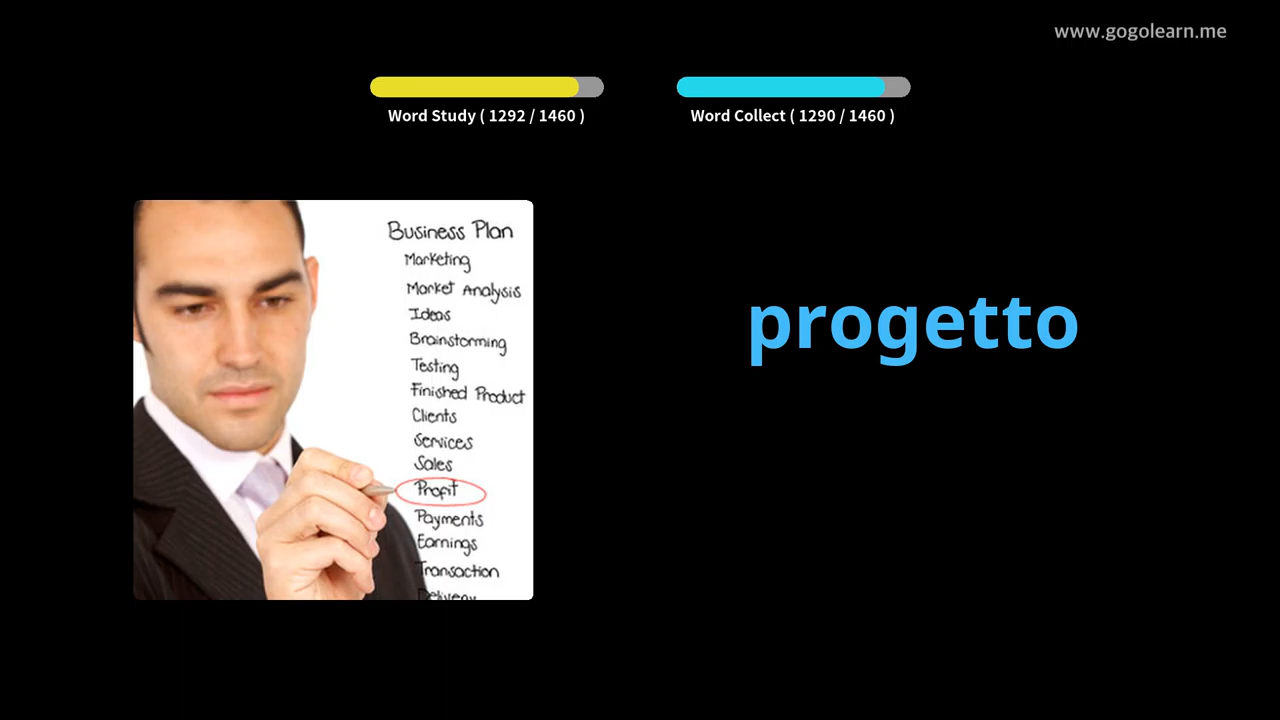 www.gogolearn.me
Word Study ( 1292 / 1460 )
Word Collect ( 1290 / 1460 )
Business Plan
Marketing
Market Analysis
Ideas
Brainstorming
Testing
Finished Product
Clients
Services
Sales
Profit
Payments
Earnings
Transaction
Delivery
progetto